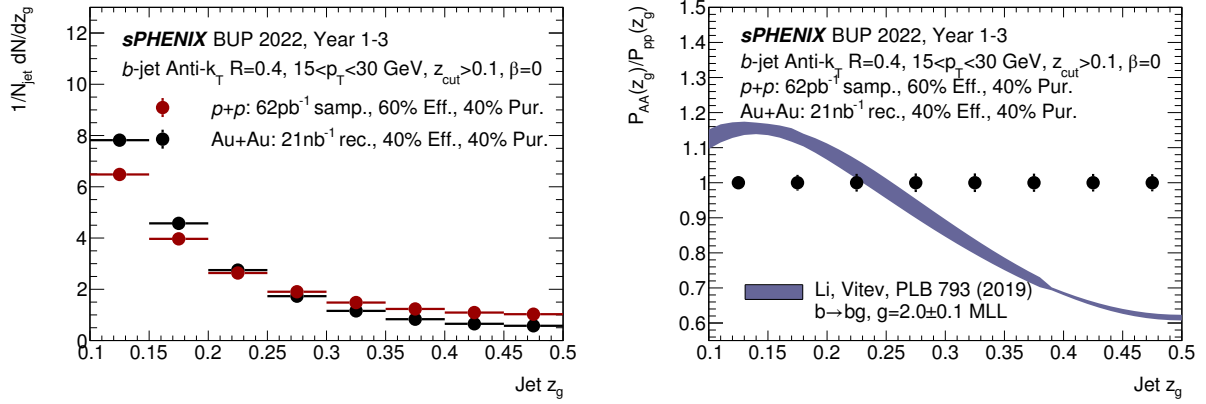 1/N_jet dN/dz_g
12
10
8
6
4
2
0
0.1 0.15 0.2 0.25 0.3 0.35 0.4 0.45 0.5
Jet z_g
sPHENIX BUP 2022, Year 1-3
b-jet Anti-k_T R=0.4, 15<p_T<30 GeV, z_cut>0.1, β=0
p+p: 62pb⁻¹ samp., 60% Eff., 40% Pur.
Au+Au: 21nb⁻¹ rec., 40% Eff., 40% Pur.
P_AA(z_g)/P_pp(z_g)
1.5
1.4
1.3
1.2
1.1
1
0.9
0.8
0.7
0.6
0.1 0.15 0.2 0.25 0.3 0.35 0.4 0.45 0.5
Jet z_g
sPHENIX BUP 2022, Year 1-3
b-jet Anti-k_T R=0.4, 15<p_T<30 GeV, z_cut>0.1, β=0
p+p: 62pb⁻¹ samp., 60% Eff., 40% Pur.
Au+Au: 21nb⁻¹ rec., 40% Eff., 40% Pur.
Li, Vitev, PLB 793 (2019)
b→bg, g=2.0±0.1 MLL